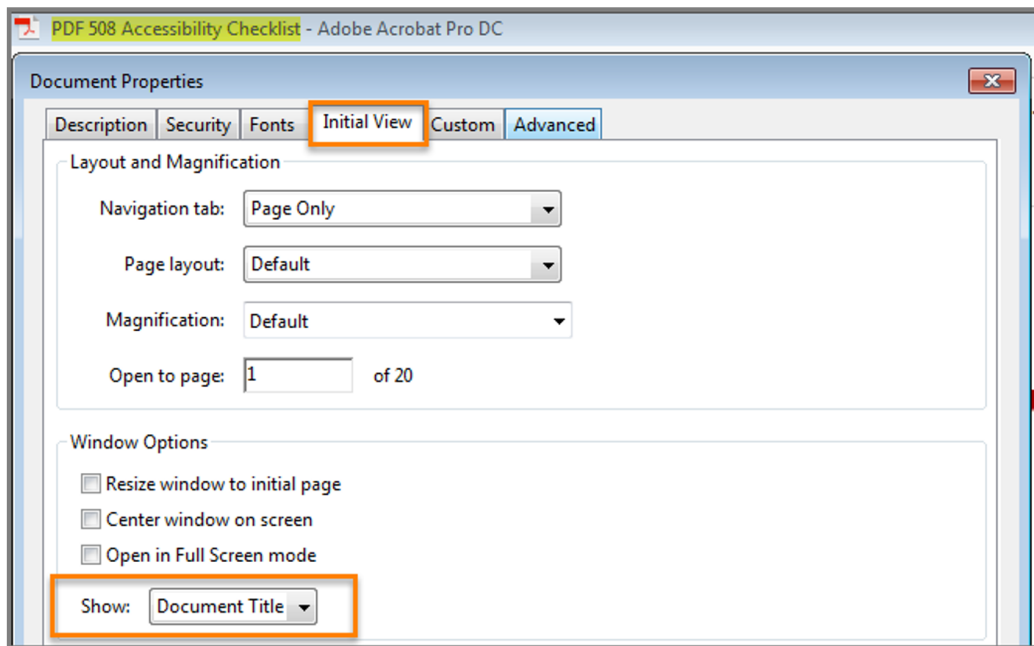 PDF 508 Accessibility Checklist - Adobe Acrobat Pro DC
Document Properties
Description Security Fonts Initial View Custom Advanced
Layout and Magnification
Navigation tab: Page Only
Page layout: Default
Magnification: Default
Open to page: 1 of 20
Window Options
Resize window to initial page
Center window on screen
Open in Full Screen mode
Show: Document Title